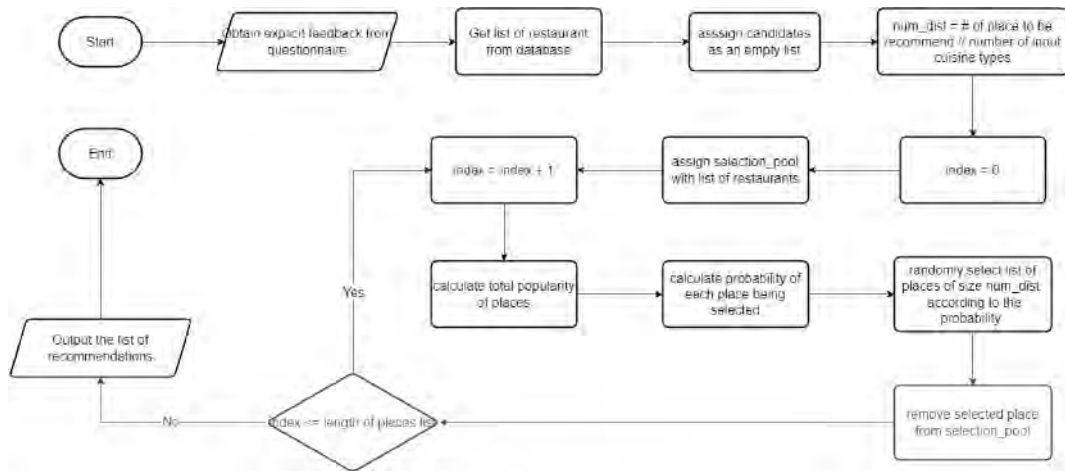 Start
Obtain explicit feedback from
questionnaire
Get list of restaurant
from database
asssign candidates
as an empty list
num_dist = # of place to be
recommend // number of input
cuisine types
End
index = index + 1
assign selection_pool
with list of restaurants
index = 0
Yes
calculate total popularity
of places
calculate probability of
each place being
selected
randomly select list of
places of size num_dist
according to the
probability
Output the list of
recommendations
No
index <= length of places list
remove selected place
from selection_pool